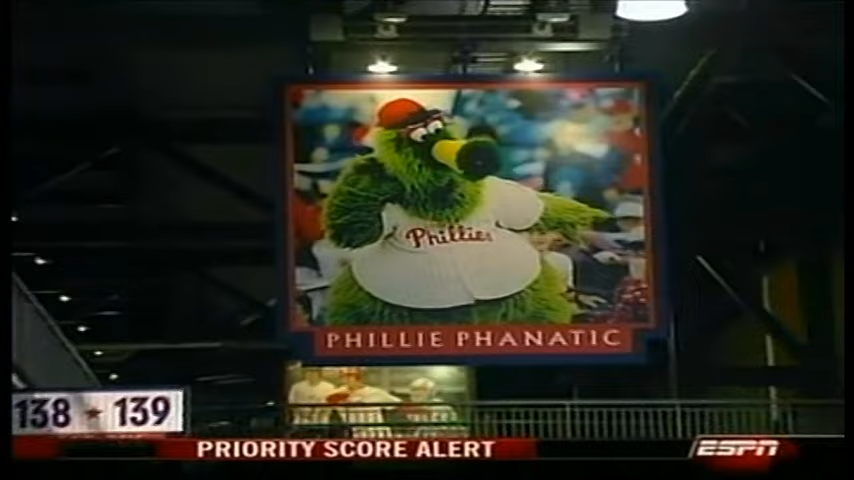 Phillies
PHILLIE PHANATIC
138 ★ 139
PRIORITY SCORE ALERT
ESPN